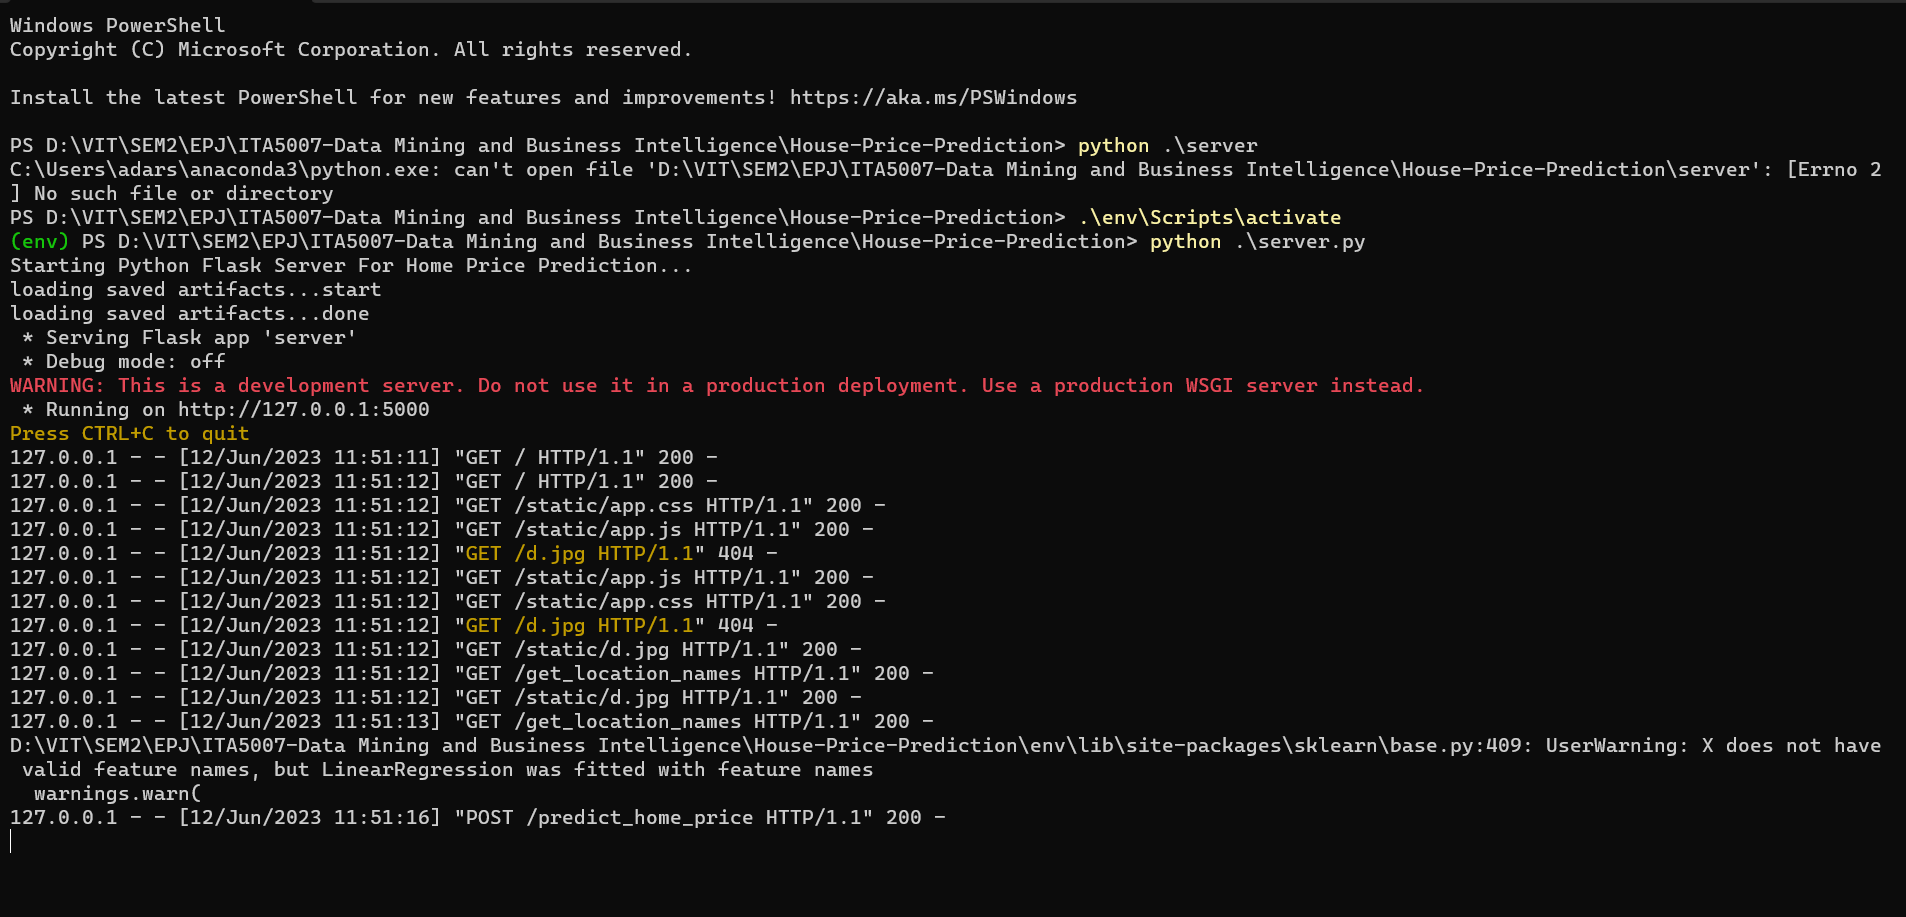 Windows PowerShell
Copyright (C) Microsoft Corporation. All rights reserved.
Install the latest PowerShell for new features and improvements! https://aka.ms/PSWindows
PS D:\VIT\SEM2\EPJ\ITA5007-Data Mining and Business Intelligence\House-Price-Prediction> python .\server
C:\Users\adars\anaconda3\python.exe: can't open file 'D:\VIT\SEM2\EPJ\ITA5007-Data Mining and Business Intelligence\House-Price-Prediction\server': [Errno 2
] No such file or directory
PS D:\VIT\SEM2\EPJ\ITA5007-Data Mining and Business Intelligence\House-Price-Prediction> .\env\Scripts\activate
(env) PS D:\VIT\SEM2\EPJ\ITA5007-Data Mining and Business Intelligence\House-Price-Prediction> python .\server.py
Starting Python Flask Server For Home Price Prediction...
loading saved artifacts...start
loading saved artifacts...done
 * Serving Flask app 'server'
 * Debug mode: off
WARNING: This is a development server. Do not use it in a production deployment. Use a production WSGI server instead.
 * Running on http://127.0.0.1:5000
Press CTRL+C to quit
127.0.0.1 - - [12/Jun/2023 11:51:11] "GET / HTTP/1.1" 200 -
127.0.0.1 - - [12/Jun/2023 11:51:12] "GET / HTTP/1.1" 200 -
127.0.0.1 - - [12/Jun/2023 11:51:12] "GET /static/app.css HTTP/1.1" 200 -
127.0.0.1 - - [12/Jun/2023 11:51:12] "GET /static/app.js HTTP/1.1" 200 -
127.0.0.1 - - [12/Jun/2023 11:51:12] "GET /d.jpg HTTP/1.1" 404 -
127.0.0.1 - - [12/Jun/2023 11:51:12] "GET /static/app.js HTTP/1.1" 200 -
127.0.0.1 - - [12/Jun/2023 11:51:12] "GET /static/app.css HTTP/1.1" 200 -
127.0.0.1 - - [12/Jun/2023 11:51:12] "GET /d.jpg HTTP/1.1" 404 -
127.0.0.1 - - [12/Jun/2023 11:51:12] "GET /static/d.jpg HTTP/1.1" 200 -
127.0.0.1 - - [12/Jun/2023 11:51:12] "GET /get_location_names HTTP/1.1" 200 -
127.0.0.1 - - [12/Jun/2023 11:51:12] "GET /static/d.jpg HTTP/1.1" 200 -
127.0.0.1 - - [12/Jun/2023 11:51:13] "GET /get_location_names HTTP/1.1" 200 -
D:\VIT\SEM2\EPJ\ITA5007-Data Mining and Business Intelligence\House-Price-Prediction\env\lib\site-packages\sklearn\base.py:409: UserWarning: X does not have
 valid feature names, but LinearRegression was fitted with feature names
  warnings.warn(
127.0.0.1 - - [12/Jun/2023 11:51:16] "POST /predict_home_price HTTP/1.1" 200 -